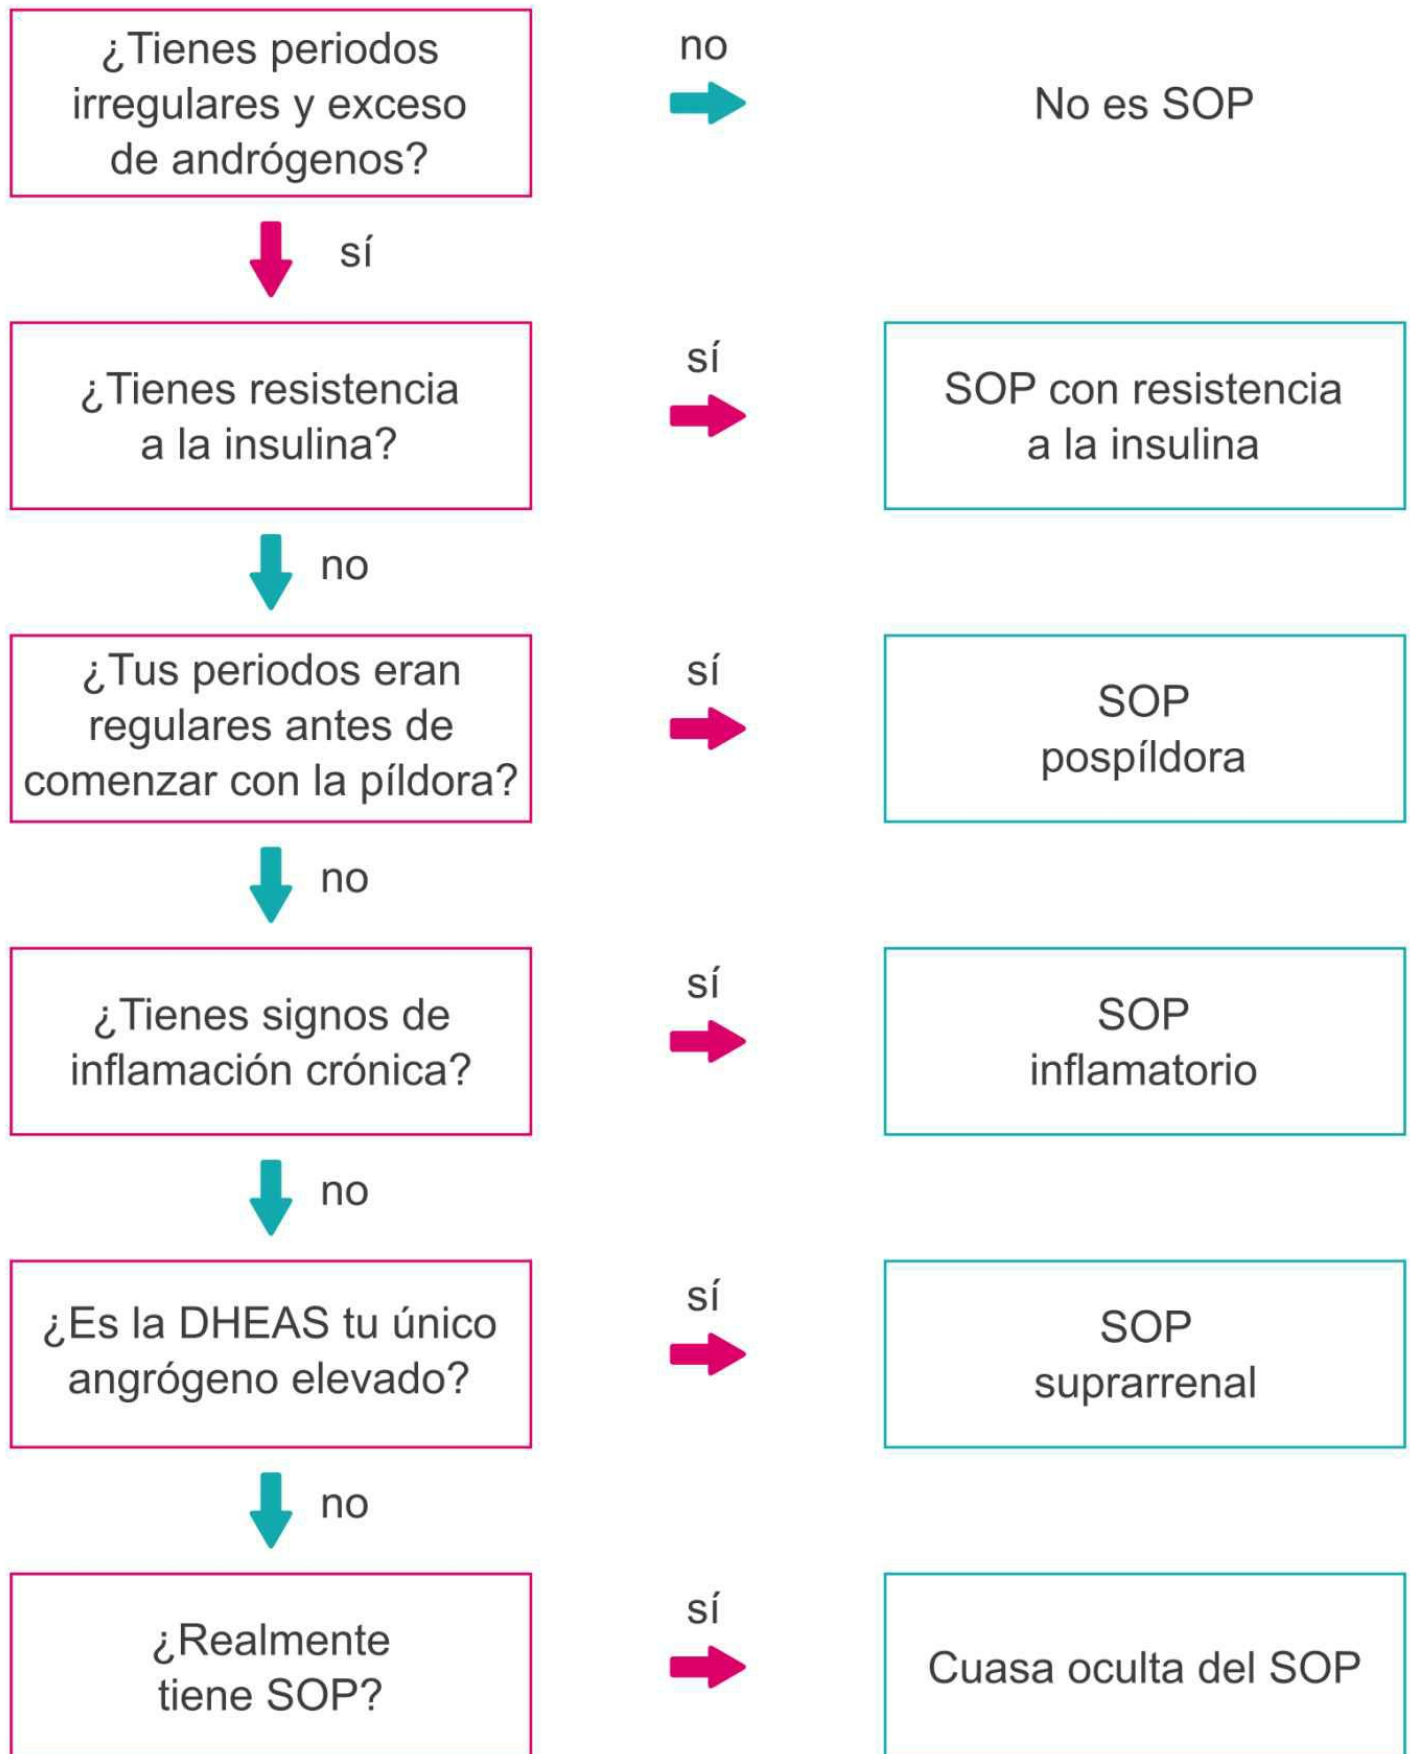 ¿Tienes periodos
irregulares y exceso
de andrógenos?
no
No es SOP
sí
¿Tienes resistencia
a la insulina?
sí
SOP con resistencia
a la insulina
no
¿Tus periodos eran
regulares antes de
comenzar con la píldora?
sí
SOP
pospíldora
no
¿Tienes signos de
inflamación crónica?
sí
SOP
inflamatorio
no
¿Es la DHEAS tu único
angrógeno elevado?
sí
SOP
suprarrenal
no
¿Realmente
tiene SOP?
sí
Cuasa oculta del SOP